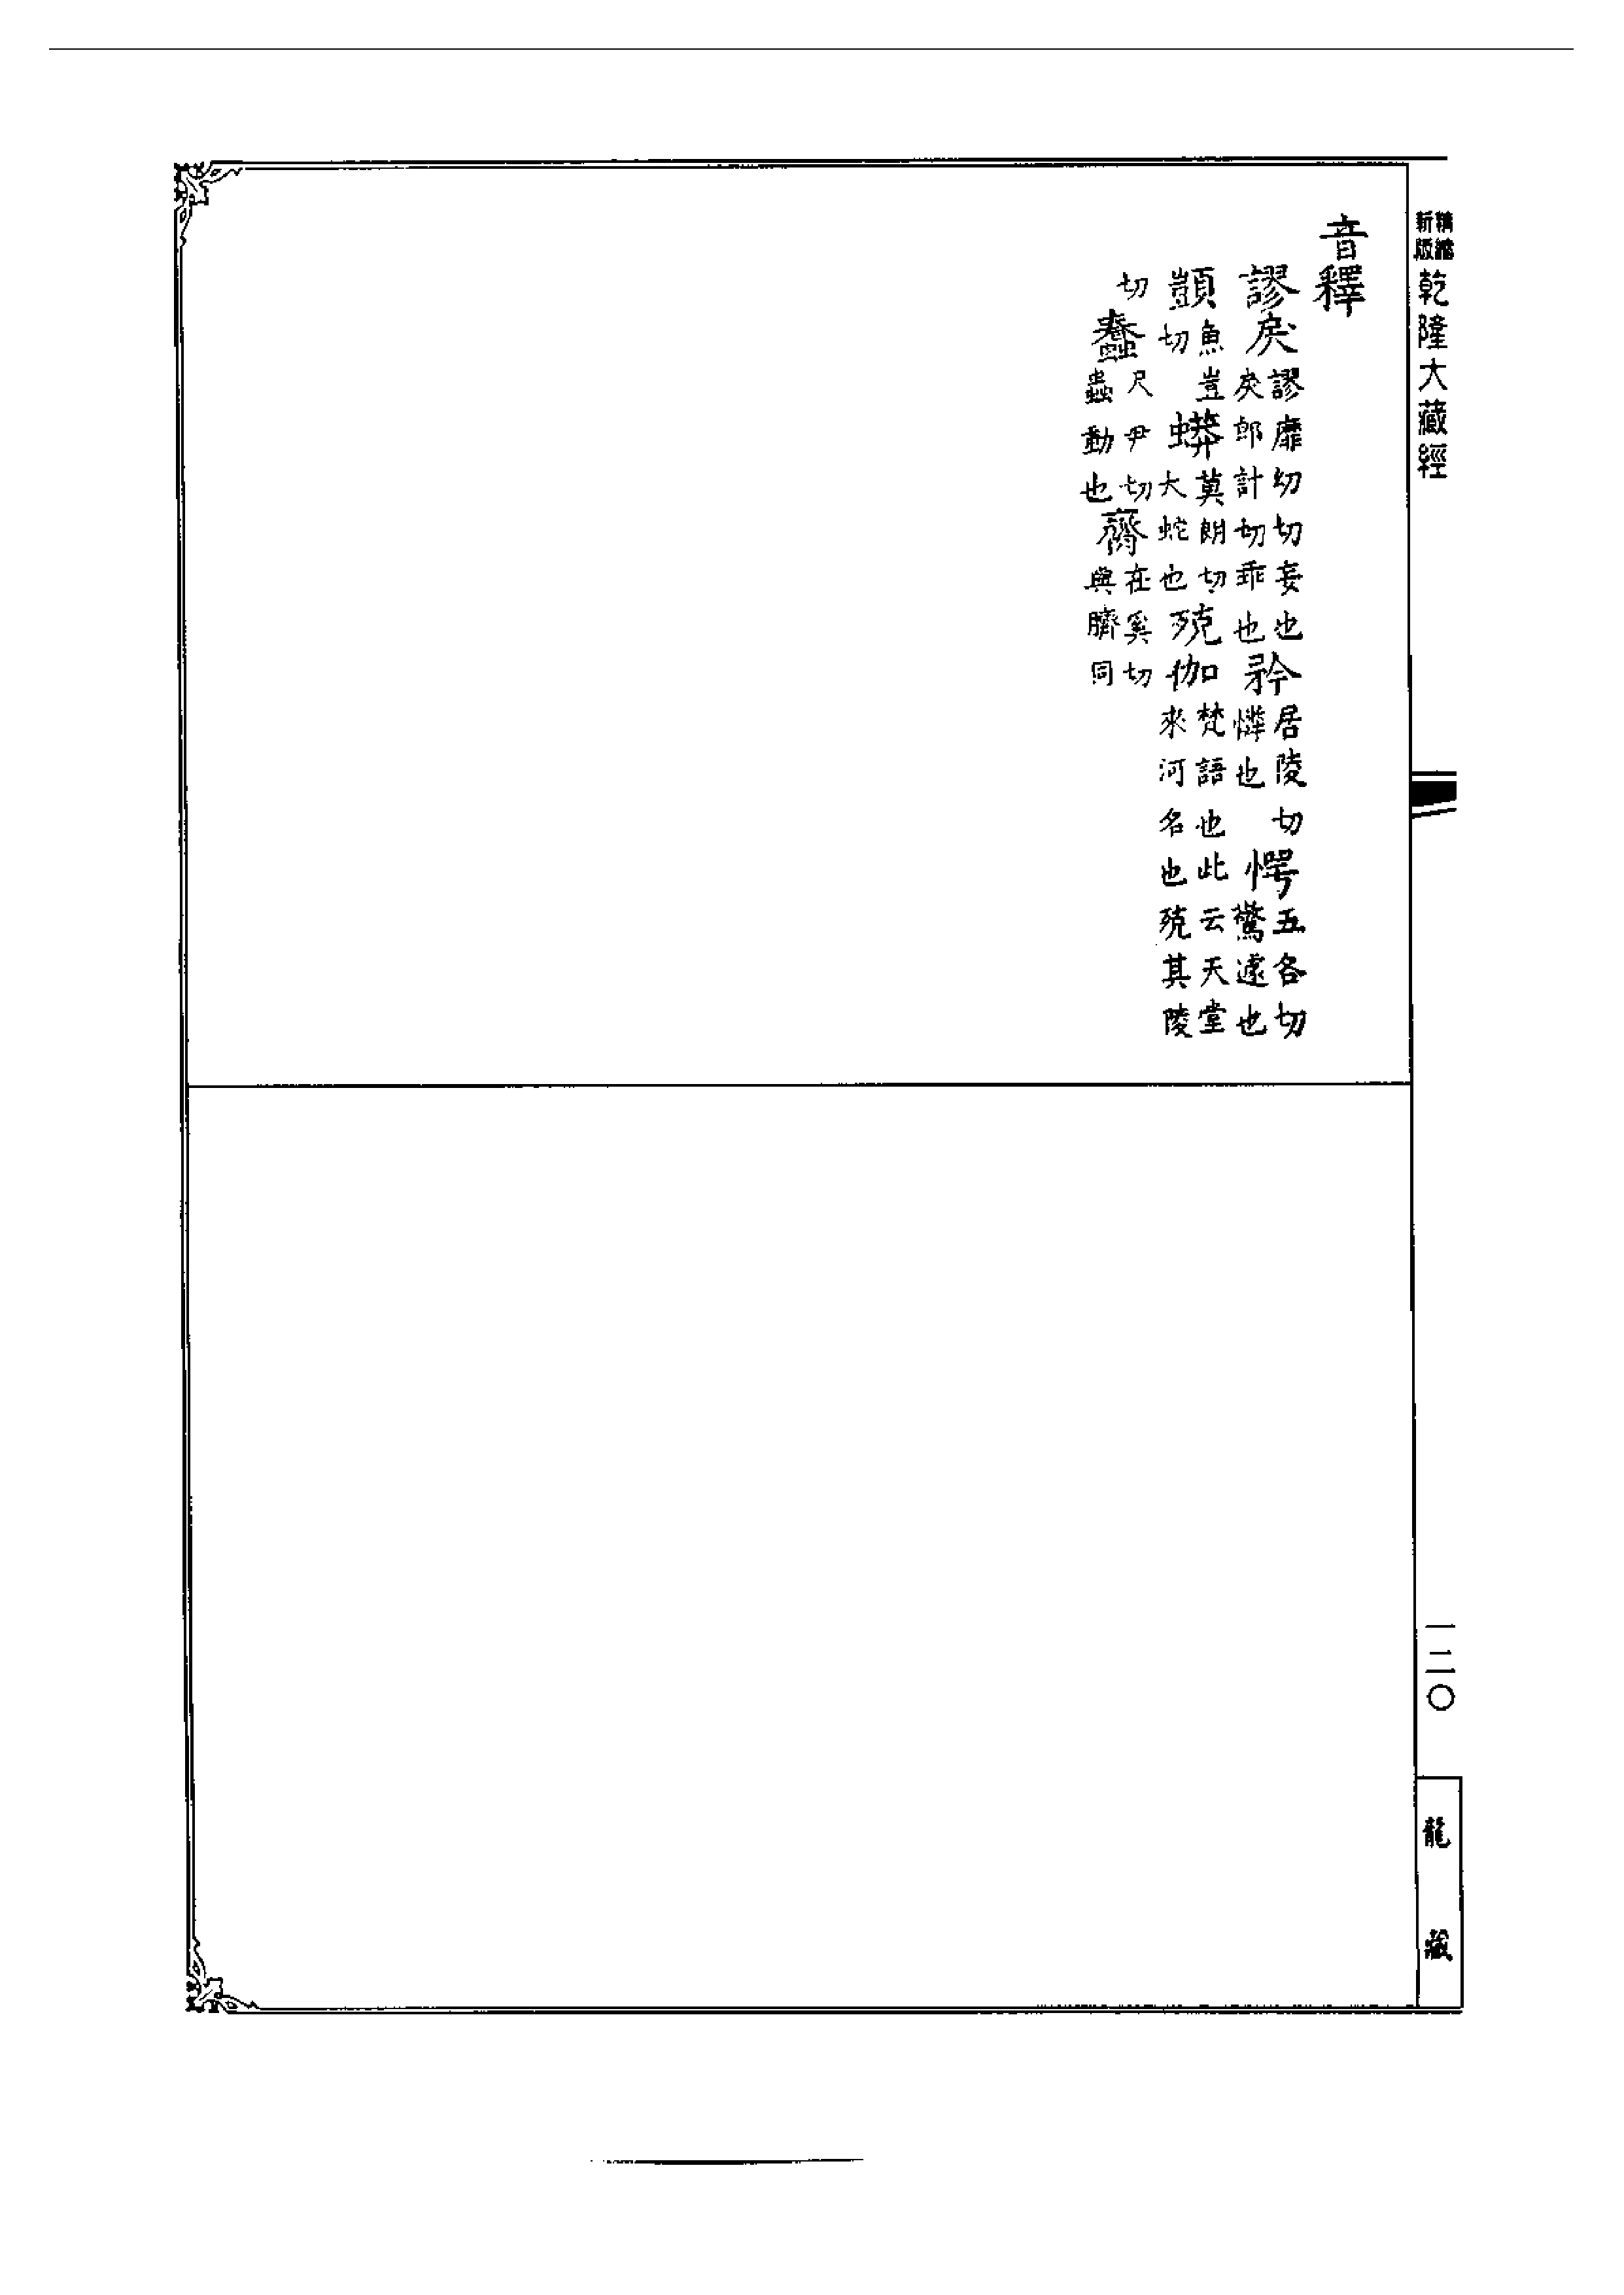 精縮
新版
乾隆大藏經
音釋
謬戾謬靡幼切妄也戾郎計切乖也矜居陵切憐也愕五各切驚遽也
顗魚豈切蟒莫朗切大蛇也殑伽梵語也此云天堂來河名也殑其陵
切蠢尺尹切蟲動也齎在奚切與臍同
一二〇
龍藏